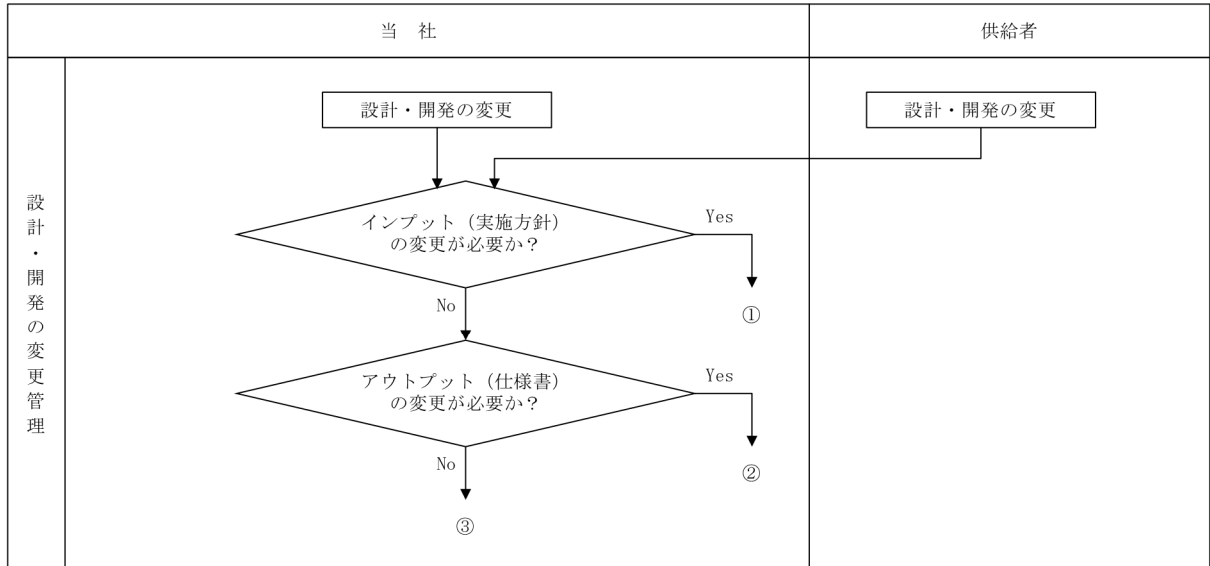 当　社
供給者
設計・開発の変更管理
設計・開発の変更
設計・開発の変更
インプット（実施方針）
の変更が必要か？
Yes
①
No
アウトプット（仕様書）
の変更が必要か？
Yes
②
No
③